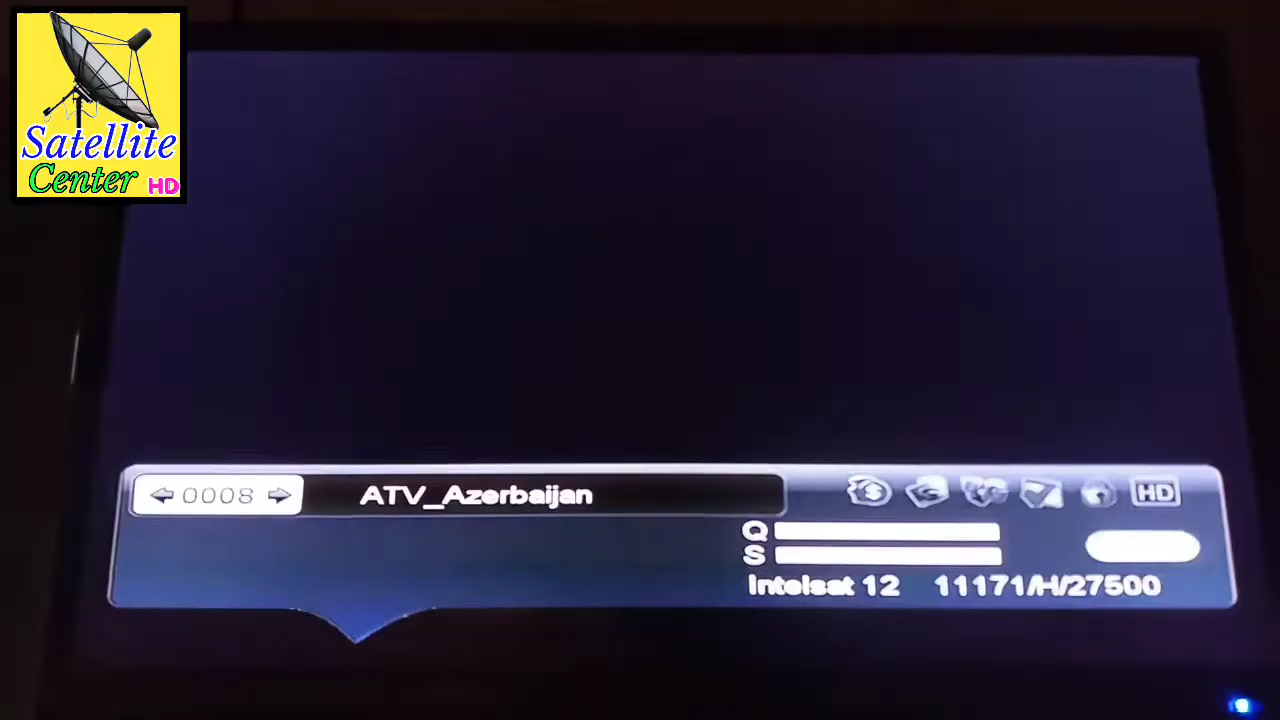 Satellite
Center HD
0008 ATV_Azerbaijan
HD
Q
S
Intelsat 12 11171/H/27500